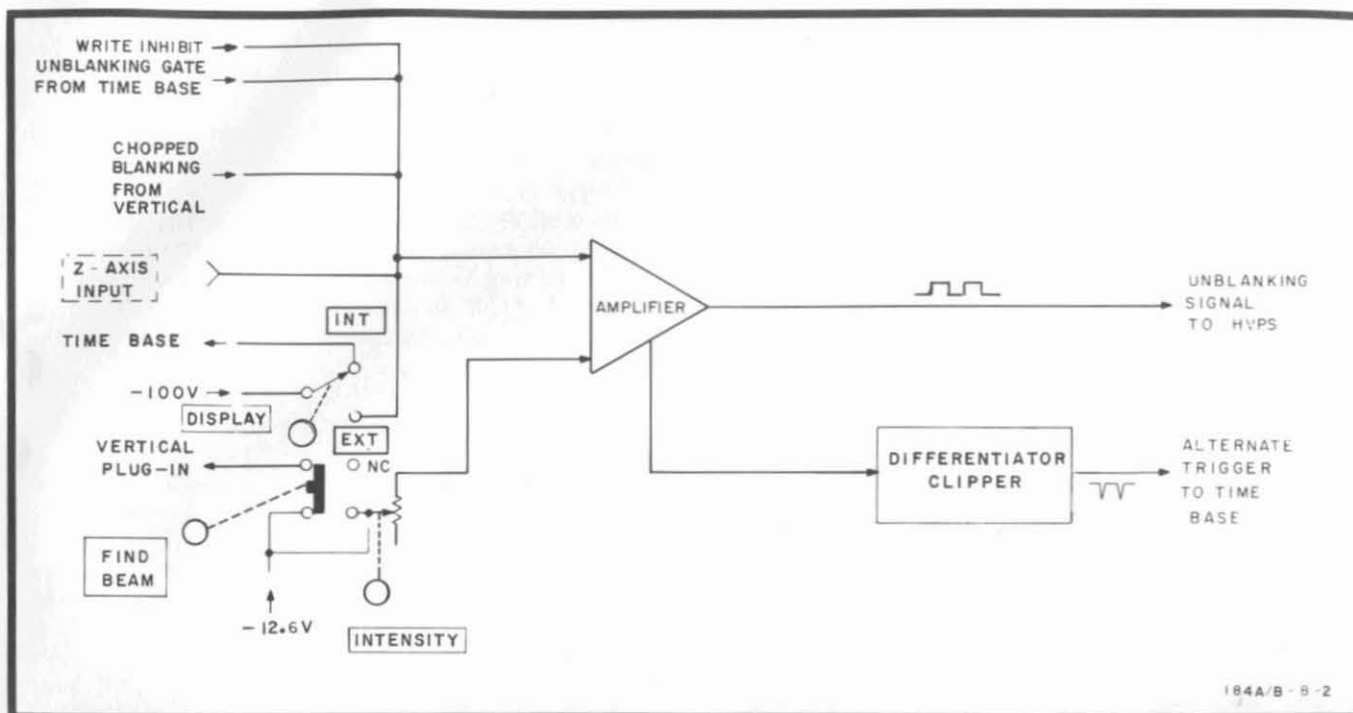 WRITE INHIBIT
UNBLANKING GATE
FROM TIME BASE
CHOPPED
BLANKING
FROM
VERTICAL
Z-AXIS
INPUT
INT
TIME BASE
-100V
DISPLAY
EXT
VERTICAL
PLUG-IN
NC
FIND
BEAM
-12.6V
INTENSITY
AMPLIFIER
UNBLANKING
SIGNAL
TO HVPS
DIFFERENTIATOR
CLIPPER
ALTERNATE
TRIGGER
TO TIME
BASE
184A/B-B-2